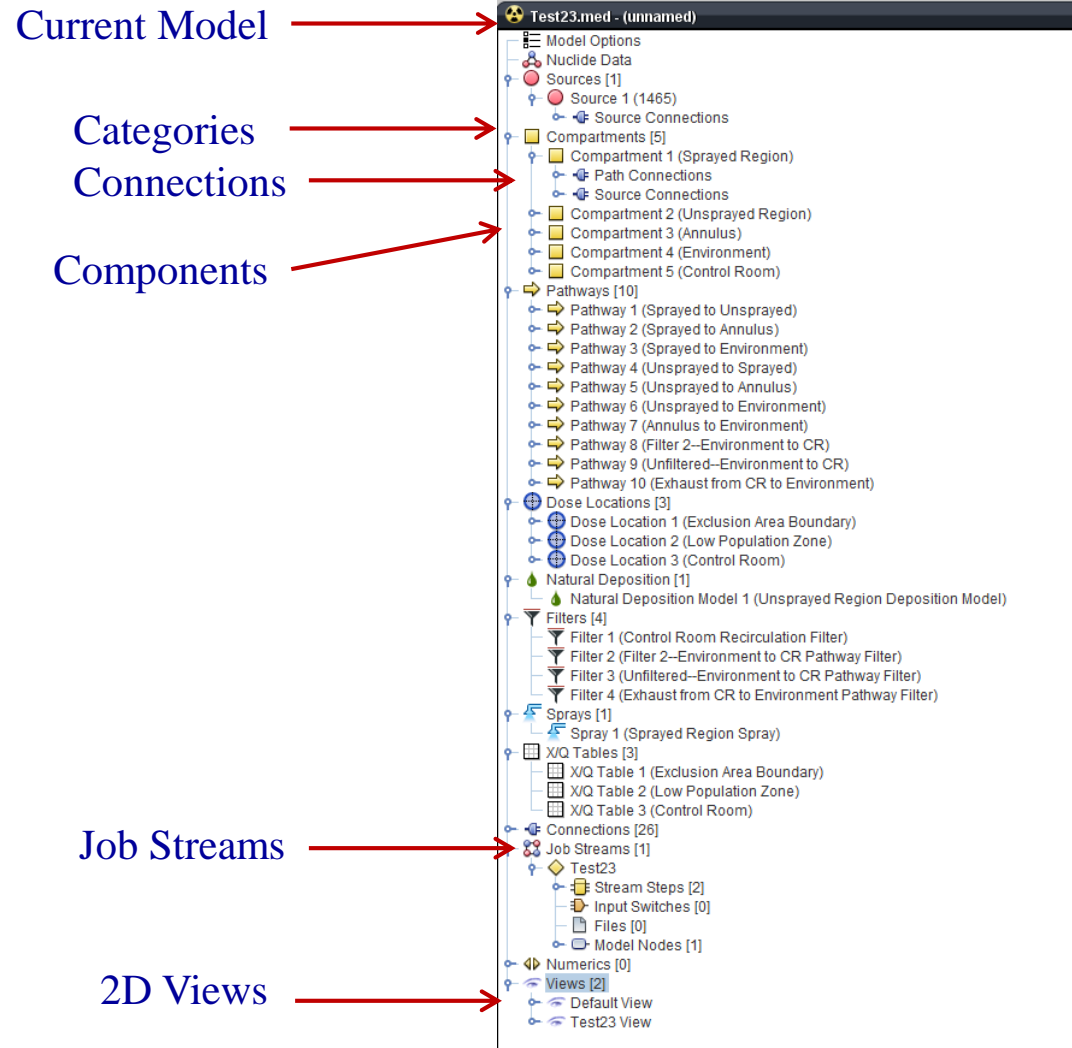 Current Model
Test23.med - (unnamed)
Model Options
Nuclide Data
Sources [1]
Source 1 (1465)
Source Connections
Categories
Compartments [5]
Compartment 1 (Sprayed Region)
Connections
Path Connections
Source Connections
Compartment 2 (Unsprayed Region)
Compartment 3 (Annulus)
Components
Compartment 4 (Environment)
Compartment 5 (Control Room)
Pathways [10]
Pathway 1 (Sprayed to Unsprayed)
Pathway 2 (Sprayed to Annulus)
Pathway 3 (Sprayed to Environment)
Pathway 4 (Unsprayed to Sprayed)
Pathway 5 (Unsprayed to Annulus)
Pathway 6 (Unsprayed to Environment)
Pathway 7 (Annulus to Environment)
Pathway 8 (Filter 2--Environment to CR)
Pathway 9 (Unfiltered--Environment to CR)
Pathway 10 (Exhaust from CR to Environment)
Dose Locations [3]
Dose Location 1 (Exclusion Area Boundary)
Dose Location 2 (Low Population Zone)
Dose Location 3 (Control Room)
Natural Deposition [1]
Natural Deposition Model 1 (Unsprayed Region Deposition Model)
Filters [4]
Filter 1 (Control Room Recirculation Filter)
Filter 2 (Filter 2--Environment to CR Pathway Filter)
Filter 3 (Unfiltered--Environment to CR Pathway Filter)
Filter 4 (Exhaust from CR to Environment Pathway Filter)
Sprays [1]
Spray 1 (Sprayed Region Spray)
X/Q Tables [3]
X/Q Table 1 (Exclusion Area Boundary)
X/Q Table 2 (Low Population Zone)
X/Q Table 3 (Control Room)
Connections [26]
Job Streams
Job Streams [1]
Test23
Stream Steps [2]
Input Switches [0]
Files [0]
Model Nodes [1]
Numerics [0]
2D Views
Views [2]
Default View
Test23 View